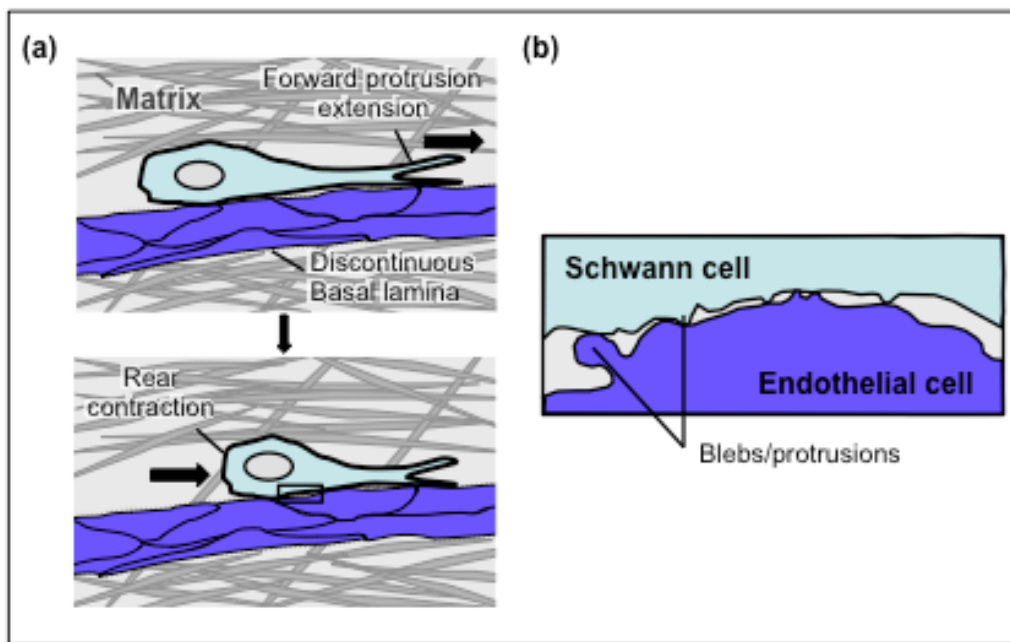 (a)
Matrix
Forward protrusion
extension
Discontinuous
Basal lamina
Rear
contraction
(b)
Schwann cell
Endothelial cell
Blebs/protrusions